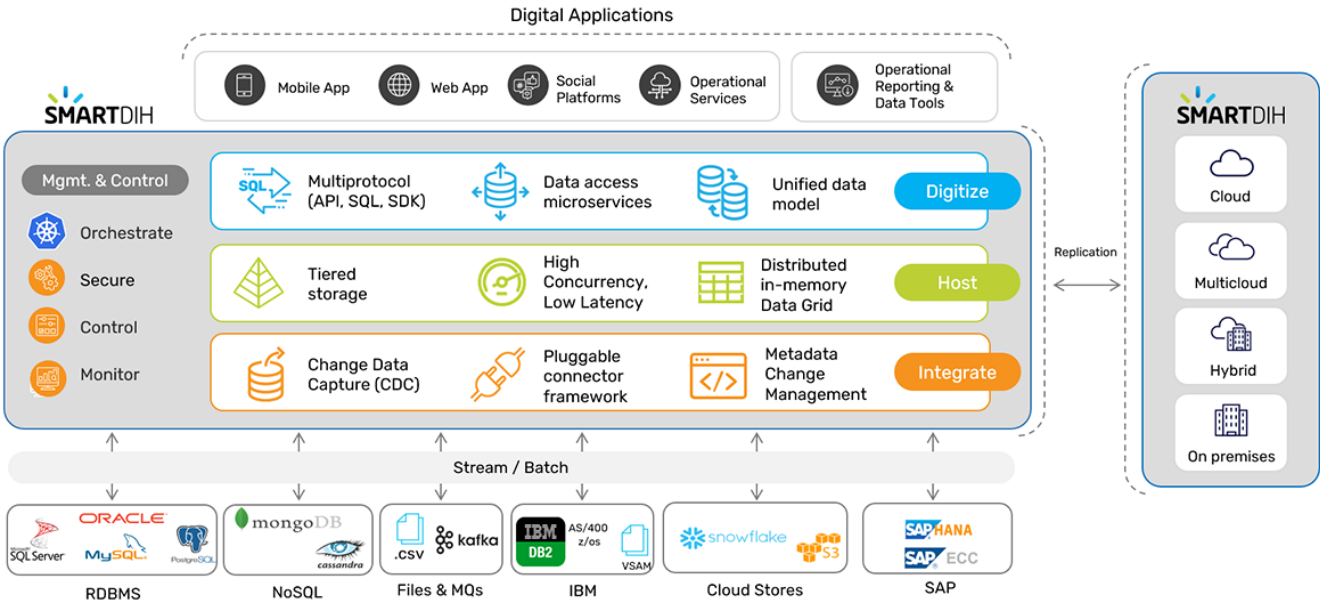 Digital Applications
Mobile App
Web App
Social
Platforms
Operational
Services
Operational
Reporting &
Data Tools
SMARTDIH
Mgmt. & Control
Orchestrate
Secure
Control
Monitor
SQL
Multiprotocol
(API, SQL, SDK)
Data access
microservices
Unified data
model
Digitize
Tiered
storage
High
Concurrency,
Low Latency
Distributed
in-memory
Data Grid
Host
Change Data
Capture (CDC)
Pluggable
connector
framework
</>
Metadata
Change
Management
Integrate
Replication
SMARTDIH
Cloud
Multicloud
Hybrid
On premises
Stream / Batch
Microsoft
SQL Server
ORACLE
MySQL
PostgreSQL
RDBMS
mongoDB
cassandra
NoSQL
.CSV
kafka
Files & MQs
IBM
DB2
AS/400
z/os
VSAM
IBM
snowflake
S3
Cloud Stores
SAP HANA
SAP ECC
SAP